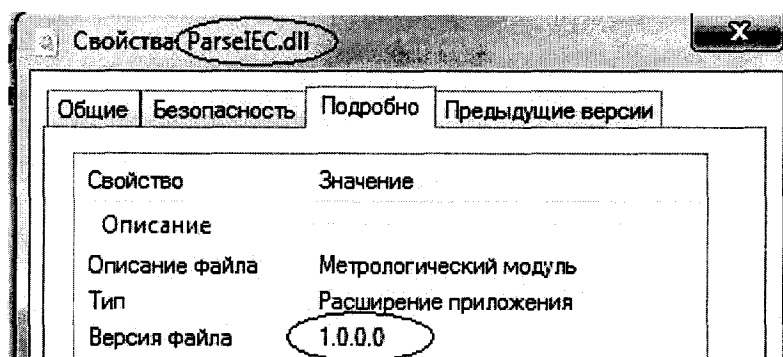 Свойства: ParseIEC.dll
Общие Безопасность Подробно Предыдущие версии
Свойство Значение
Описание
Описание файла Метрологический модуль
Тип Расширение приложения
Версия файла 1.0.0.0